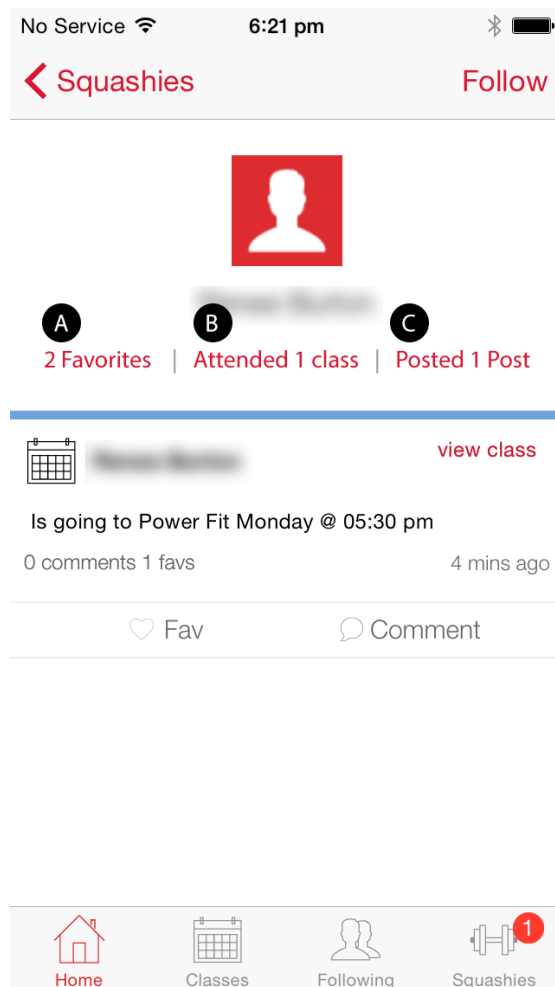 No Service 6:21 pm
Squashies Follow
A B C
2 Favorites | Attended 1 class | Posted 1 Post
view class
Is going to Power Fit Monday @ 05:30 pm
0 comments 1 favs 4 mins ago
Fav Comment
1
Home Classes Following Squashies